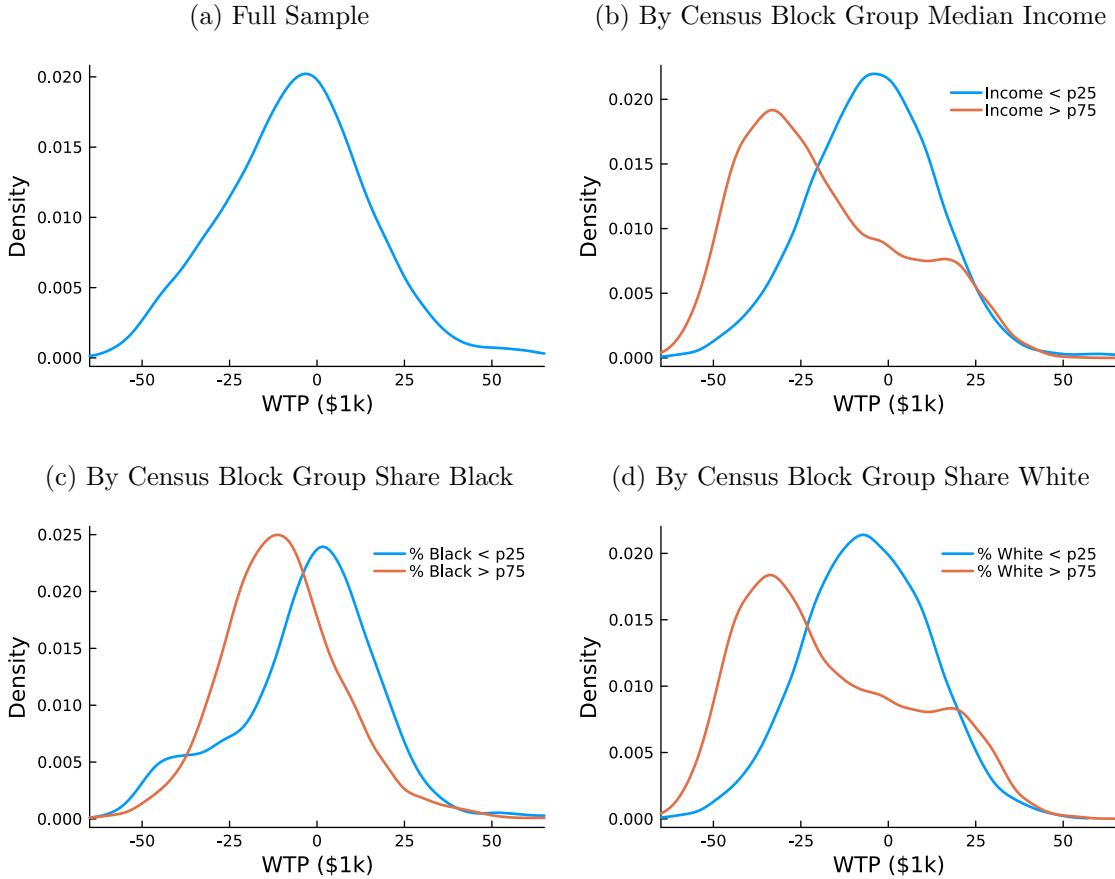 (a) Full Sample
Density
0.020
0.015
0.010
0.005
0.000
-50 -25 0 25 50
WTP ($1k)
(b) By Census Block Group Median Income
Density
0.020
0.015
0.010
0.005
0.000
Income < p25
Income > p75
-50 -25 0 25 50
WTP ($1k)
(c) By Census Block Group Share Black
Density
0.025
0.020
0.015
0.010
0.005
0.000
% Black < p25
% Black > p75
-50 -25 0 25 50
WTP ($1k)
(d) By Census Block Group Share White
Density
0.020
0.015
0.010
0.005
0.000
% White < p25
% White > p75
-50 -25 0 25 50
WTP ($1k)